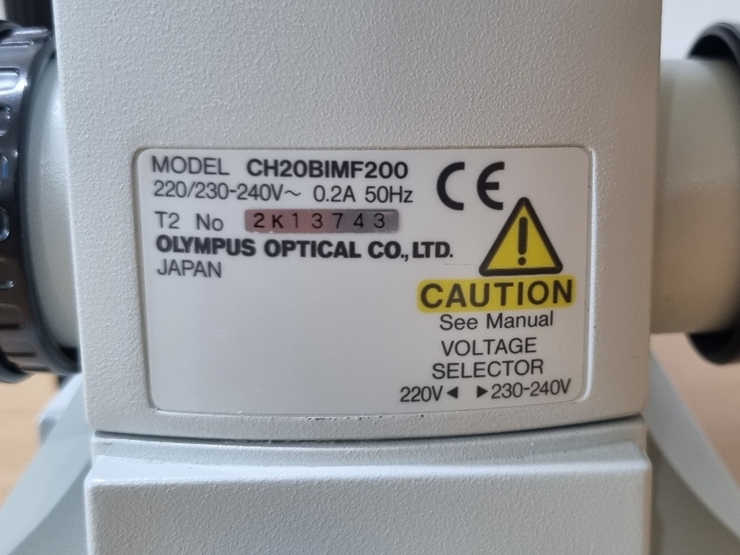 MODEL CH20BIMF200
220/230-240V~ 0.2A 50Hz
T2 No 2K13743
OLYMPUS OPTICAL CO., LTD.
JAPAN
CE
!
CAUTION
See Manual
VOLTAGE
SELECTOR
220V◄ ►230-240V